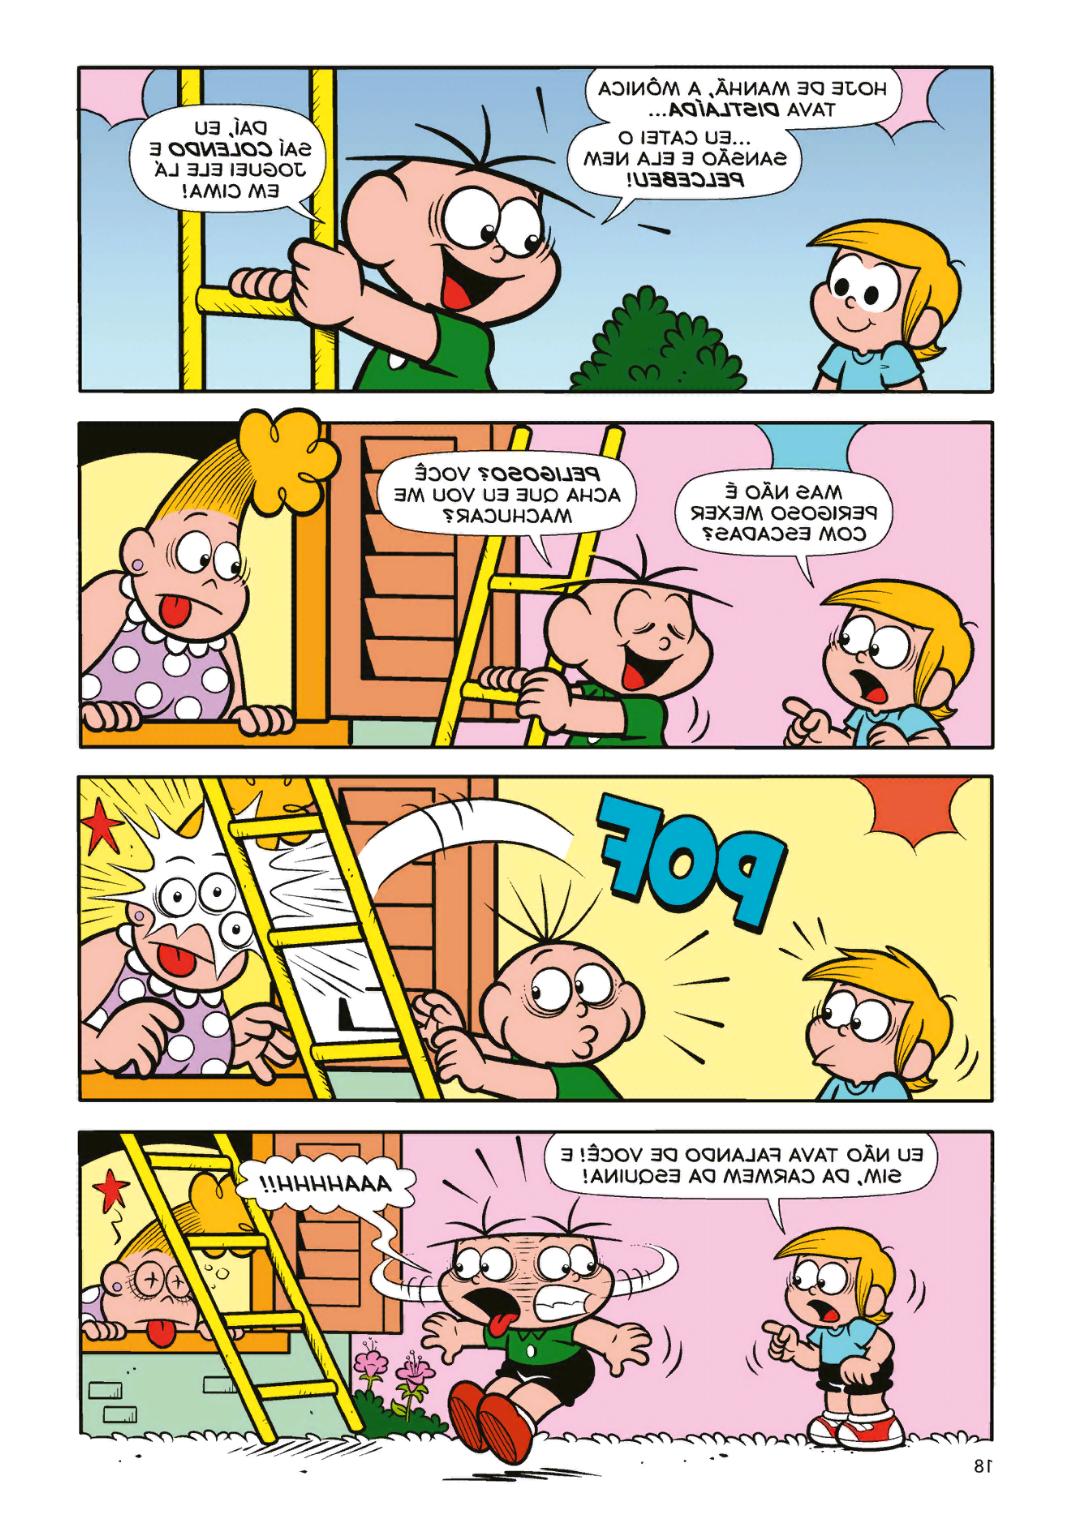 HOJE DE MANHÃ, A MÔNICA
TAVA DISTLAÍDA...
...EU CATEI O
SANSÃO E ELA NEM
PELCEBEU!
DAÍ, EU
SAÍ COLENDO E
JOGUEI ELE LÁ
EM CIMA!
MAS NÃO É
PERIGOSO MEXER
COM ESCADAS?
PELIGOSO? VOCÊ
ACHA QUE EU VOU ME
MACHUCAR?
POF
EU NÃO TAVA FALANDO DE VOCÊ! E
SIM, DA CARMEM DA ESQUINA!
AAAHHHHH!!
18